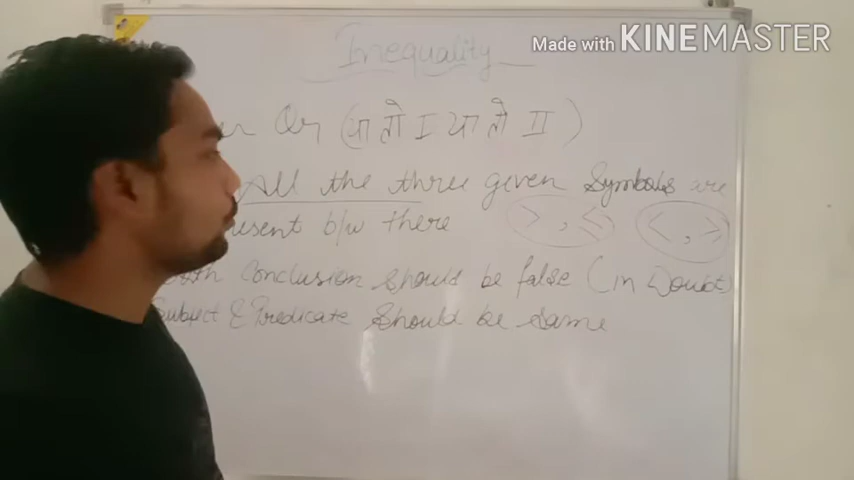 Inequality
Made with KINEMASTER
Or (या तो I या तो II)
All the three given Symbols are
b/w there >, ≤ <, ≥
Conclusion should be false (in Doubt)
Subject & Predicate should be same